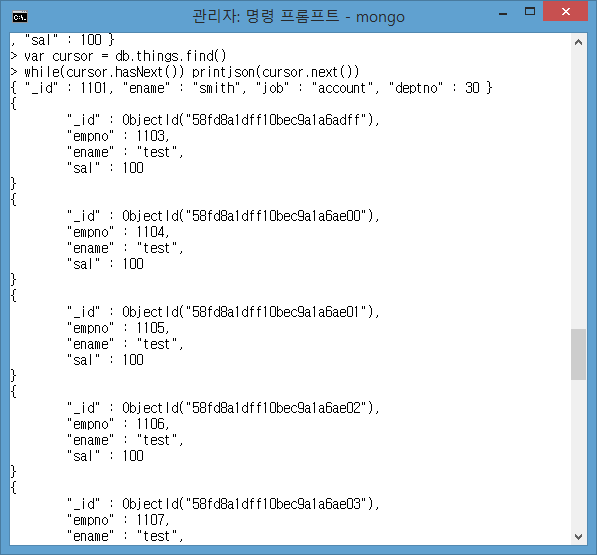 관리자: 명령 프롬프트 - mongo
, "sal" : 100 }
> var cursor = db.things.find()
> while(cursor.hasNext()) printjson(cursor.next())
{ "_id" : 1101, "ename" : "smith", "job" : "account", "deptno" : 30 }
{
        "_id" : ObjectId("58fd8a1dff10bec9a1a6adff"),
        "empno" : 1103,
        "ename" : "test",
        "sal" : 100
}
{
        "_id" : ObjectId("58fd8a1dff10bec9a1a6ae00"),
        "empno" : 1104,
        "ename" : "test",
        "sal" : 100
}
{
        "_id" : ObjectId("58fd8a1dff10bec9a1a6ae01"),
        "empno" : 1105,
        "ename" : "test",
        "sal" : 100
}
{
        "_id" : ObjectId("58fd8a1dff10bec9a1a6ae02"),
        "empno" : 1106,
        "ename" : "test",
        "sal" : 100
}
{
        "_id" : ObjectId("58fd8a1dff10bec9a1a6ae03"),
        "empno" : 1107,
        "ename" : "test",